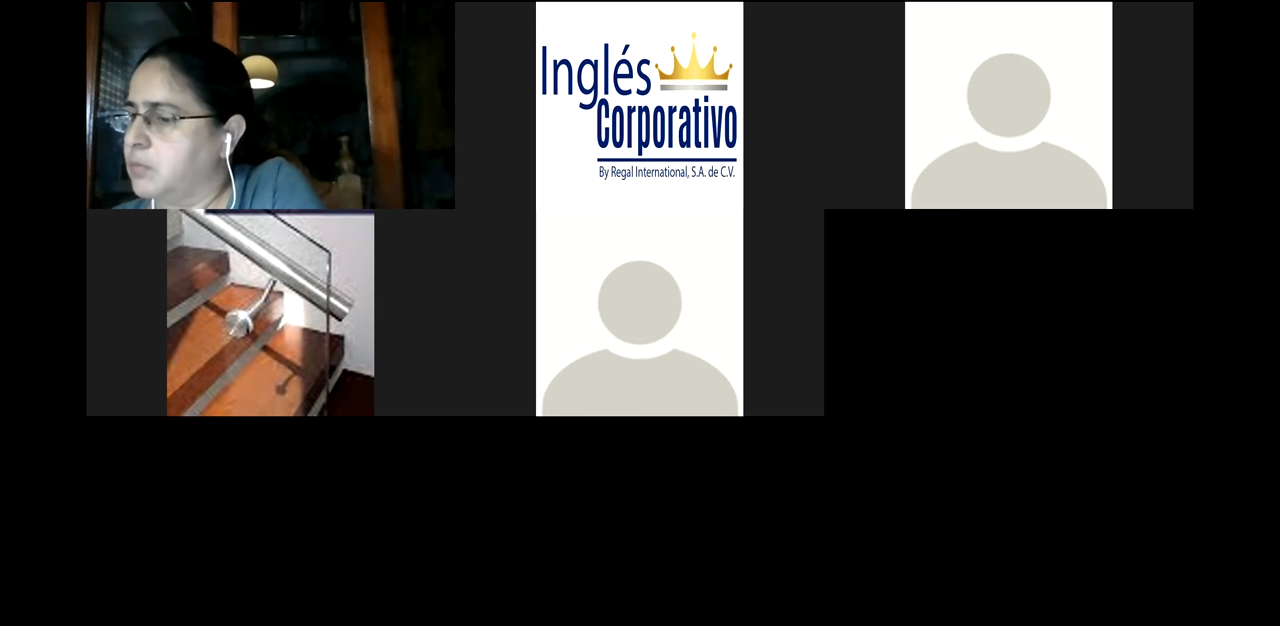 Inglés
Corporativo
By Regal International, S.A. de C.V.